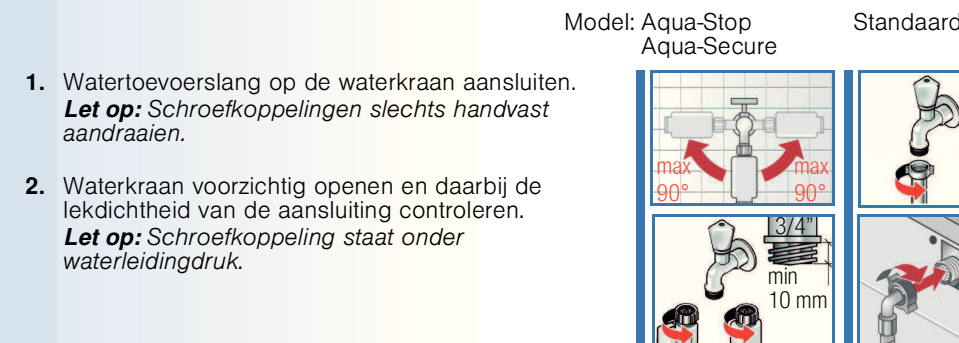 Model: Aqua-Stop Standaard
Aqua-Secure
1. Watertoevoerslang op de waterkraan aansluiten.
Let op: Schroefkoppelingen slechts handvast
aandraaien.
2. Waterkraan voorzichtig openen en daarbij de
lekdichtheid van de aansluiting controleren.
Let op: Schroefkoppeling staat onder
waterleidingdruk.
max max
90° 90°
3/4"
min
10 mm